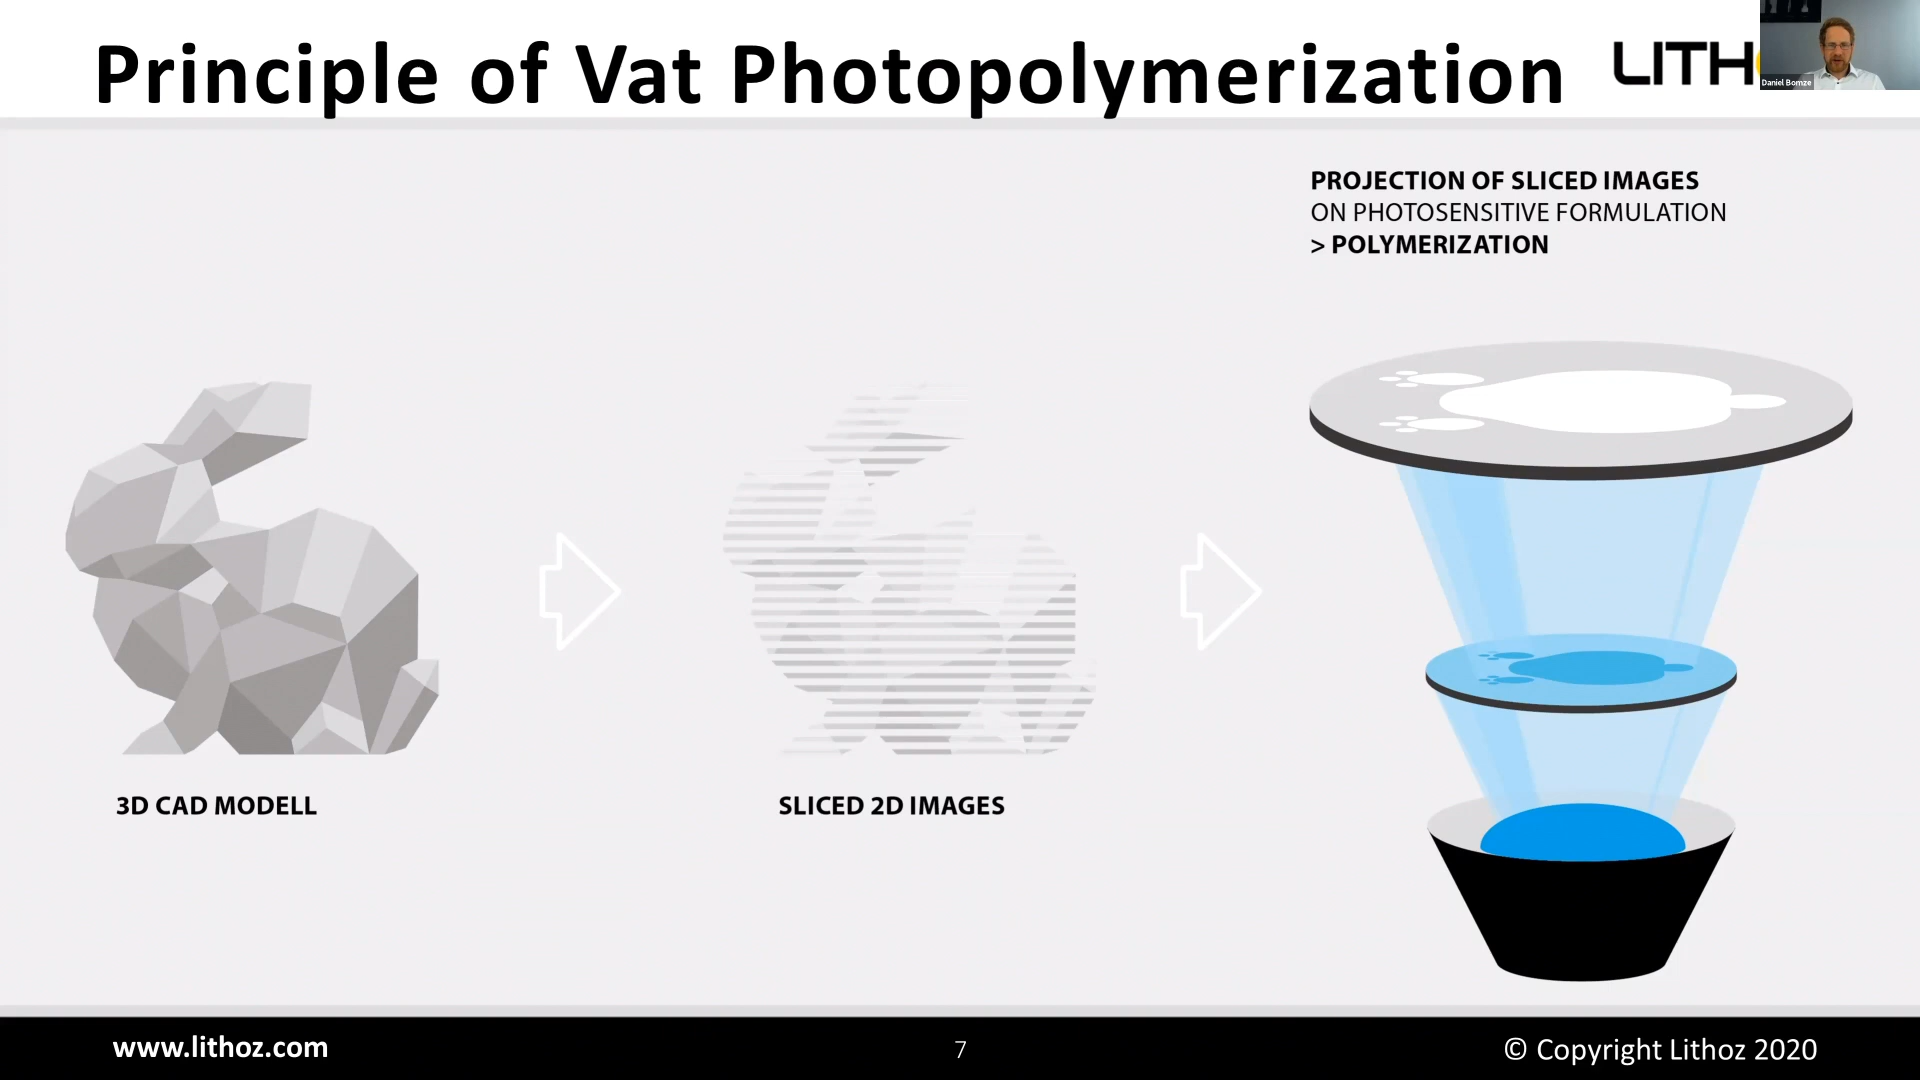 Principle of Vat Photopolymerization
LITH
Daniel Bomze
PROJECTION OF SLICED IMAGES
ON PHOTOSENSITIVE FORMULATION
> POLYMERIZATION
3D CAD MODELL
SLICED 2D IMAGES
www.lithoz.com
7
© Copyright Lithoz 2020